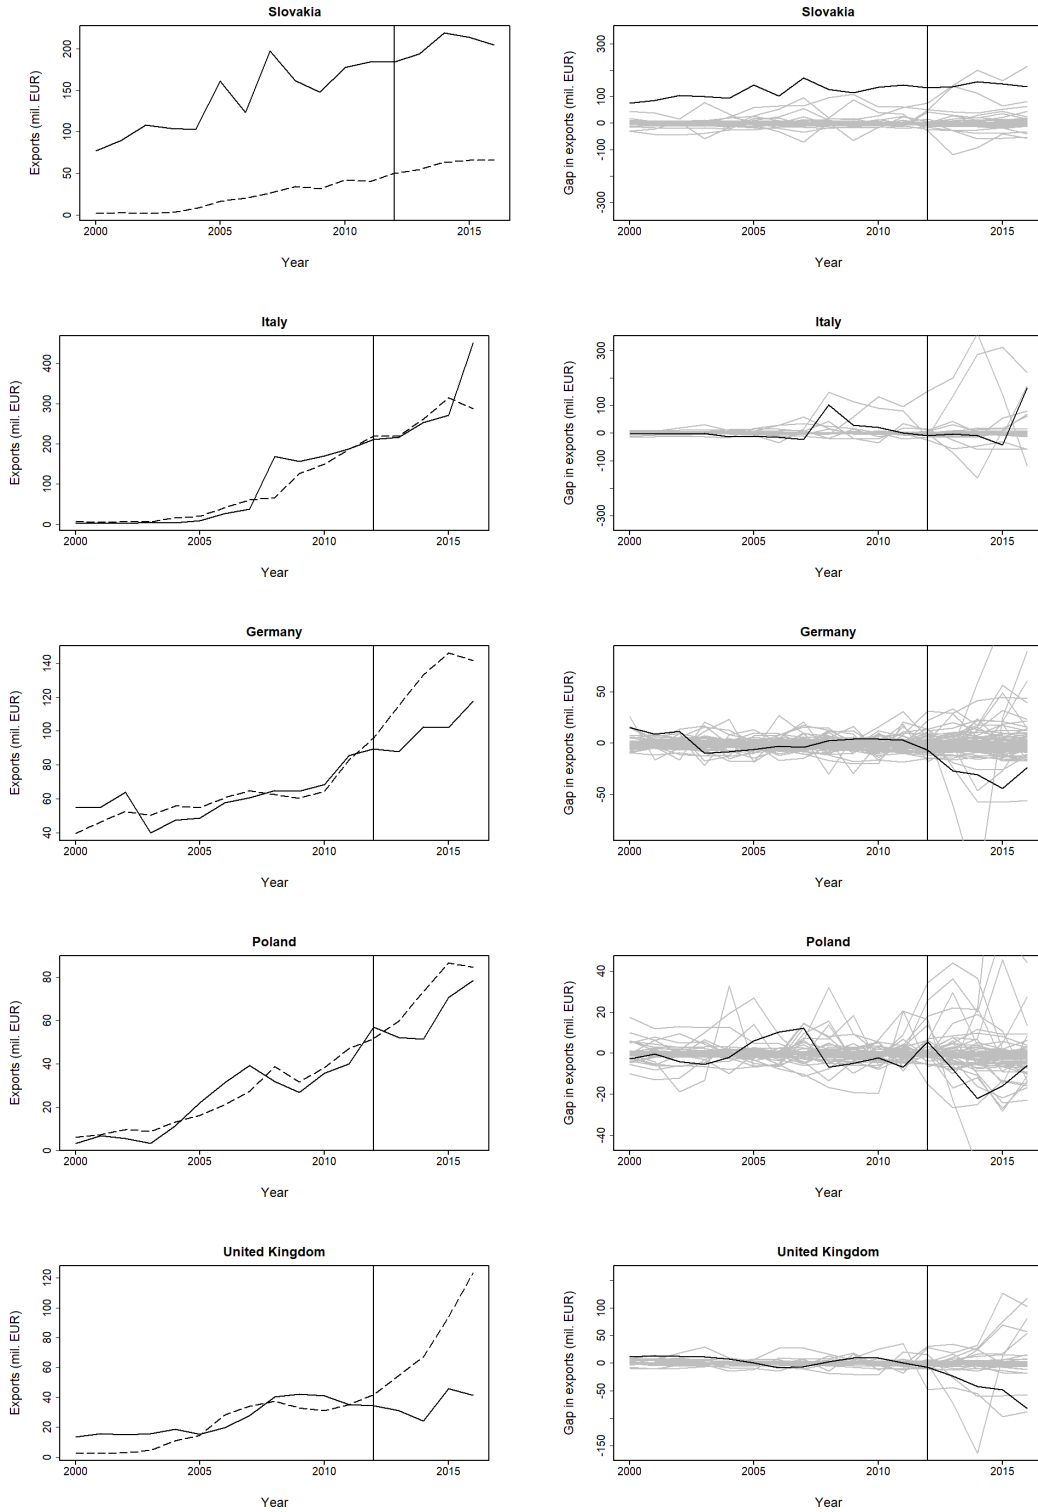 Slovakia
Exports (mil. EUR)
0 50 100 150 200
2000 2005 2010 2015
Year
Slovakia
Gap in exports (mil. EUR)
-300 -100 0 100 300
2000 2005 2010 2015
Year
Italy
Exports (mil. EUR)
0 100 200 300 400
2000 2005 2010 2015
Year
Italy
Gap in exports (mil. EUR)
-300 -100 0 100 300
2000 2005 2010 2015
Year
Germany
Exports (mil. EUR)
40 60 80 100 120 140
2000 2005 2010 2015
Year
Germany
Gap in exports (mil. EUR)
-50 0 50
2000 2005 2010 2015
Year
Poland
Exports (mil. EUR)
0 20 40 60 80
2000 2005 2010 2015
Year
Poland
Gap in exports (mil. EUR)
-40 -20 0 20 40
2000 2005 2010 2015
Year
United Kingdom
Exports (mil. EUR)
0 20 40 60 80 100 120
2000 2005 2010 2015
Year
United Kingdom
Gap in exports (mil. EUR)
-150 -50 0 50 100
2000 2005 2010 2015
Year